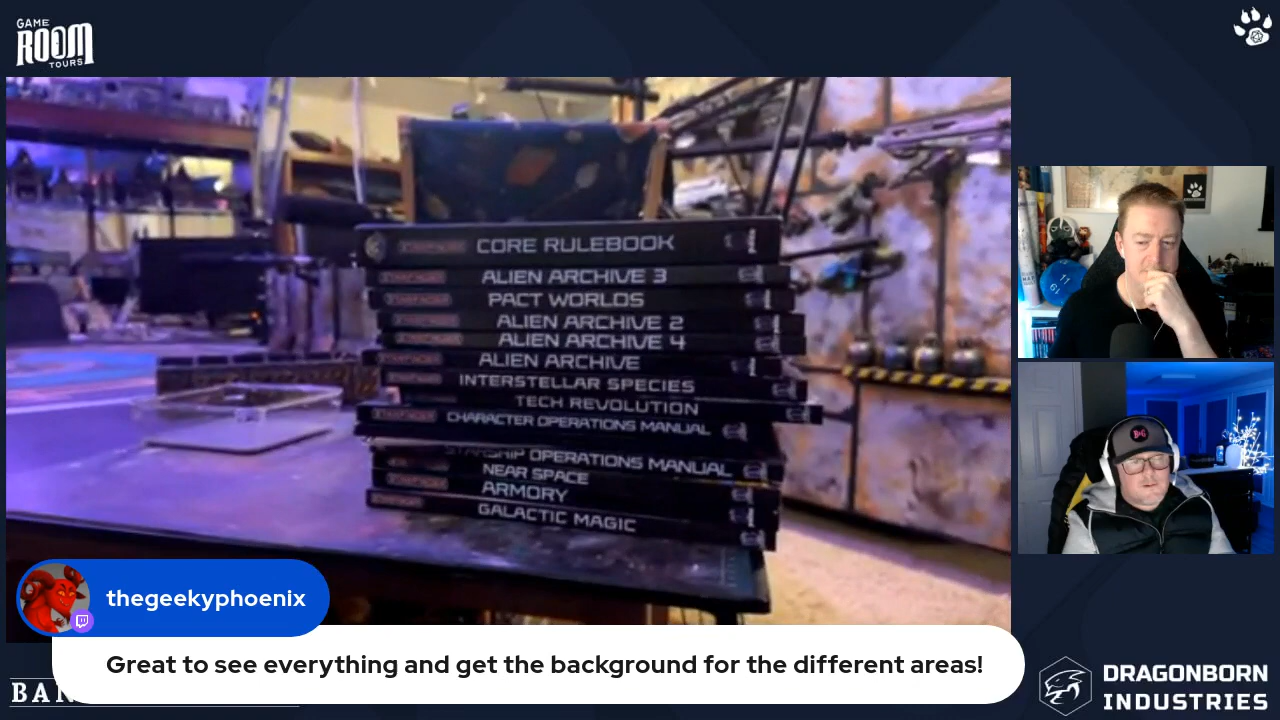 GAME
ROOM
TOURS
CORE RULEBOOK
ALIEN ARCHIVE 3
PACT WORLDS
ALIEN ARCHIVE 2
ALIEN ARCHIVE 4
ALIEN ARCHIVE
INTERSTELLAR SPECIES
TECH REVOLUTION
CHARACTER OPERATIONS MANUAL
STARSHIP OPERATIONS MANUAL
NEAR SPACE
ARMORY
GALACTIC MAGIC
thegeekyphoenix
Great to see everything and get the background for the different areas!
BAN
DRAGONBORN
INDUSTRIES